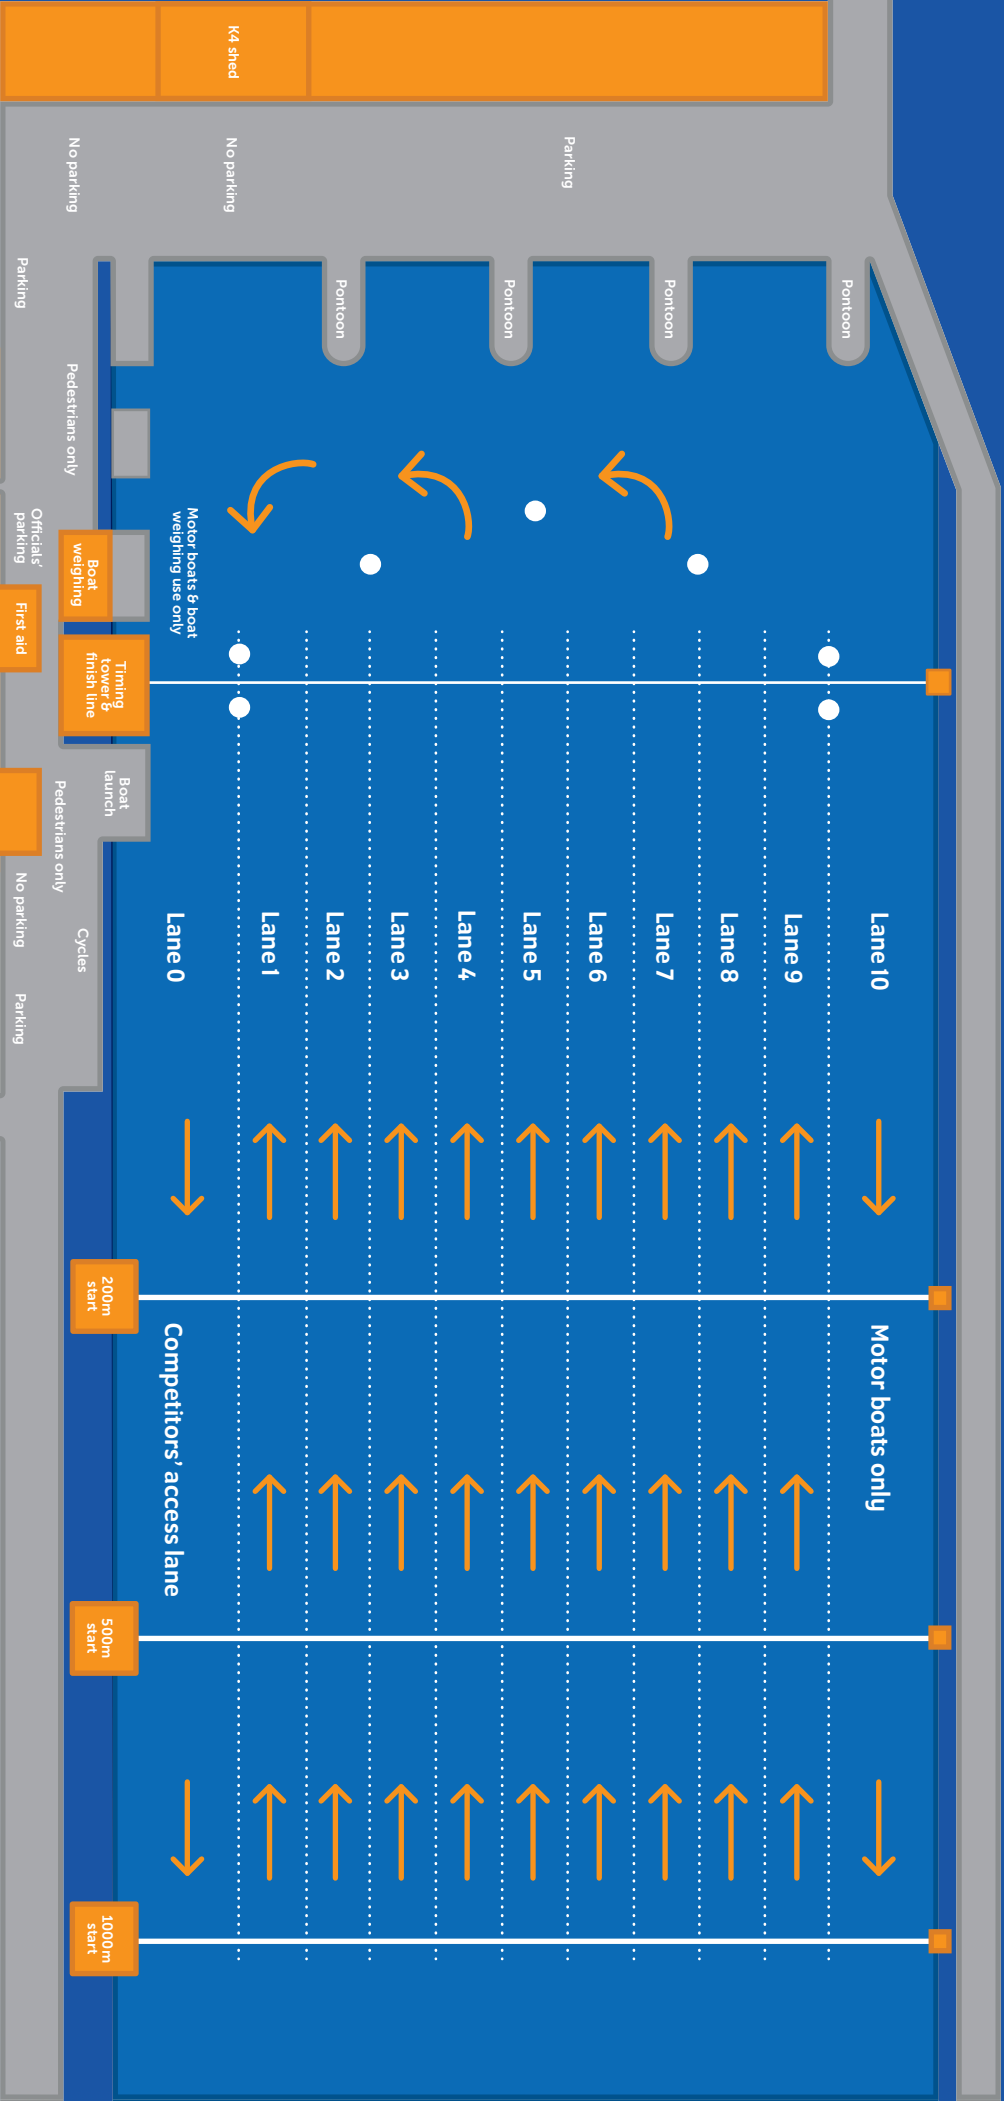 K4 shed
No parking
No parking
Parking
Parking
Pontoon
Pontoon
Pontoon
Pontoon
Pedestrians only
Officials'
parking
Motor boats & boat
weighing use only
Boat
weighing
First aid
Timing
tower &
finish line
Boat
launch
Pedestrians only
No parking
Cycles
Parking
Lane 0
Lane 1
Lane 2
Lane 3
Lane 4
Lane 5
Lane 6
Lane 7
Lane 8
Lane 9
Lane 10
200m
start
Competitors’ access lane
Motor boats only
500m
start
1000m
start